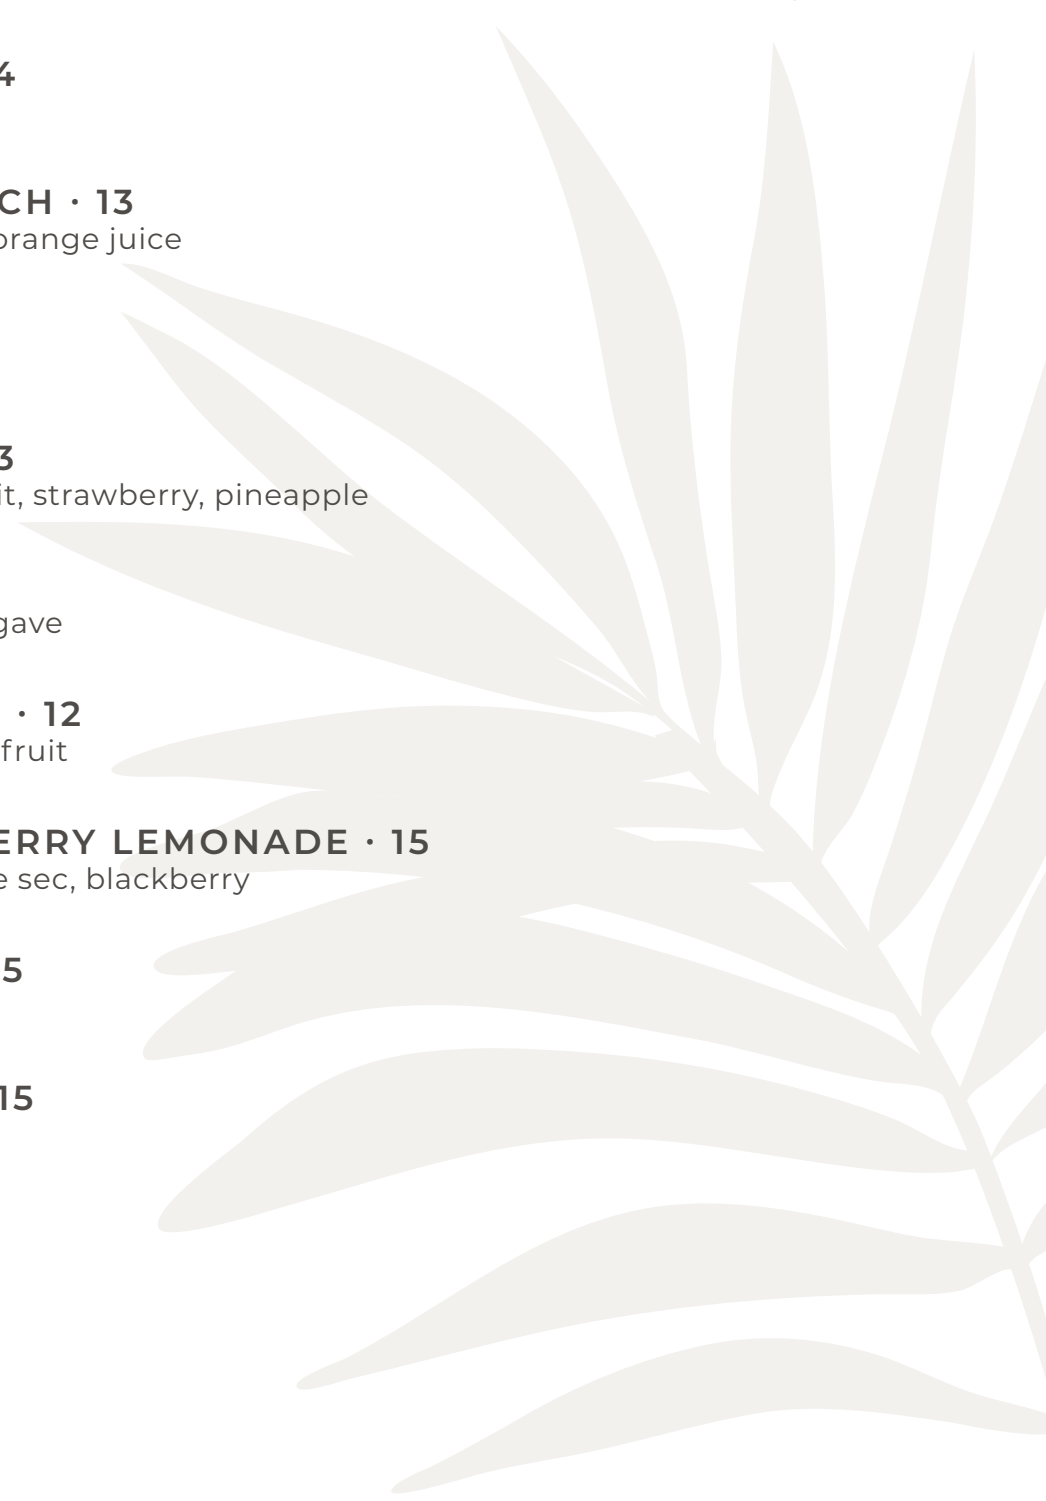 4
CH · 13
orange juice
3
it, strawberry, pineapple
gave
· 12
fruit
ERRY LEMONADE · 15
e sec, blackberry
5
15